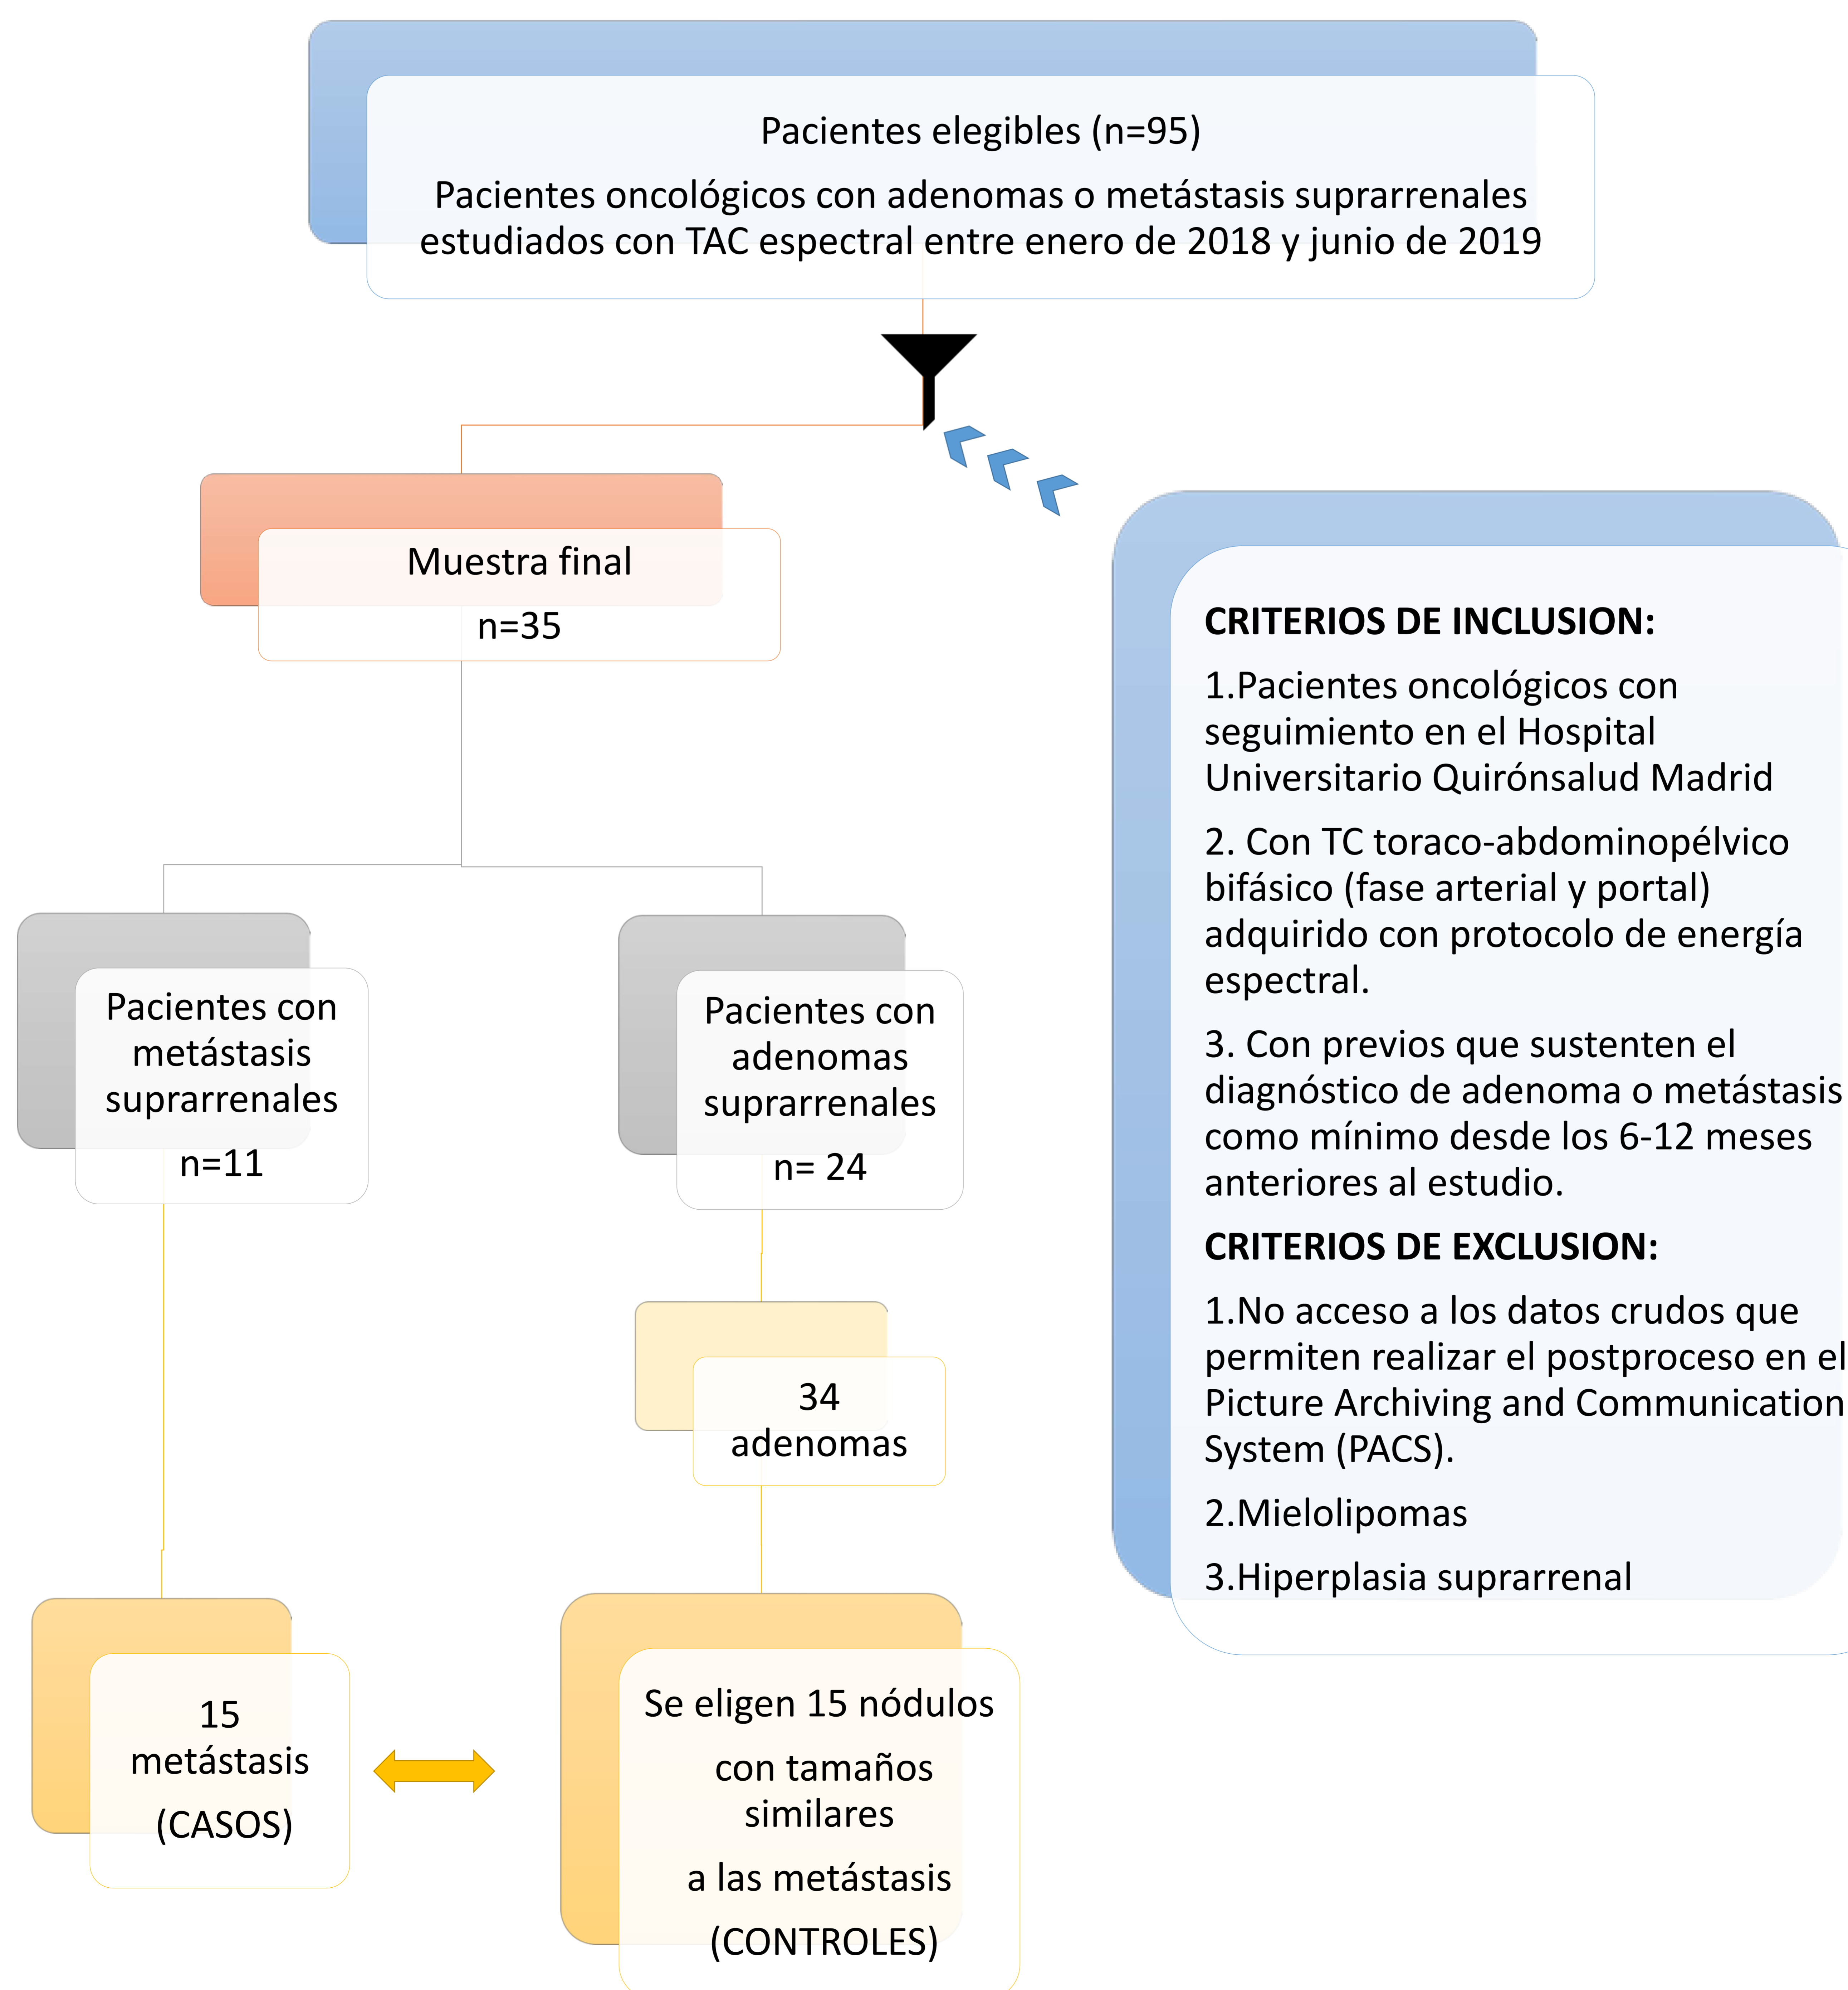 Pacientes elegibles (n=95)
Pacientes oncológicos con adenomas o metástasis suprarrenales
estudiados con TAC espectral entre enero de 2018 y junio de 2019
Muestra final
n=35
Pacientes con
metástasis
suprarrenales
n=11
Pacientes con
adenomas
suprarrenales
n= 24
34
adenomas
15
metástasis
(CASOS)
Se eligen 15 nódulos
con tamaños
similares
a las metástasis
(CONTROLES)
CRITERIOS DE INCLUSION:
1.Pacientes oncológicos con
seguimiento en el Hospital
Universitario Quirónsalud Madrid
2. Con TC toraco-abdominopélvico
bifásico (fase arterial y portal)
adquirido con protocolo de energía
espectral.
3. Con previos que sustenten el
diagnóstico de adenoma o metástasis
como mínimo desde los 6-12 meses
anteriores al estudio.
CRITERIOS DE EXCLUSION:
1.No acceso a los datos crudos que
permiten realizar el postproceso en el
Picture Archiving and Communication
System (PACS).
2.Mielolipomas
3.Hiperplasia suprarrenal